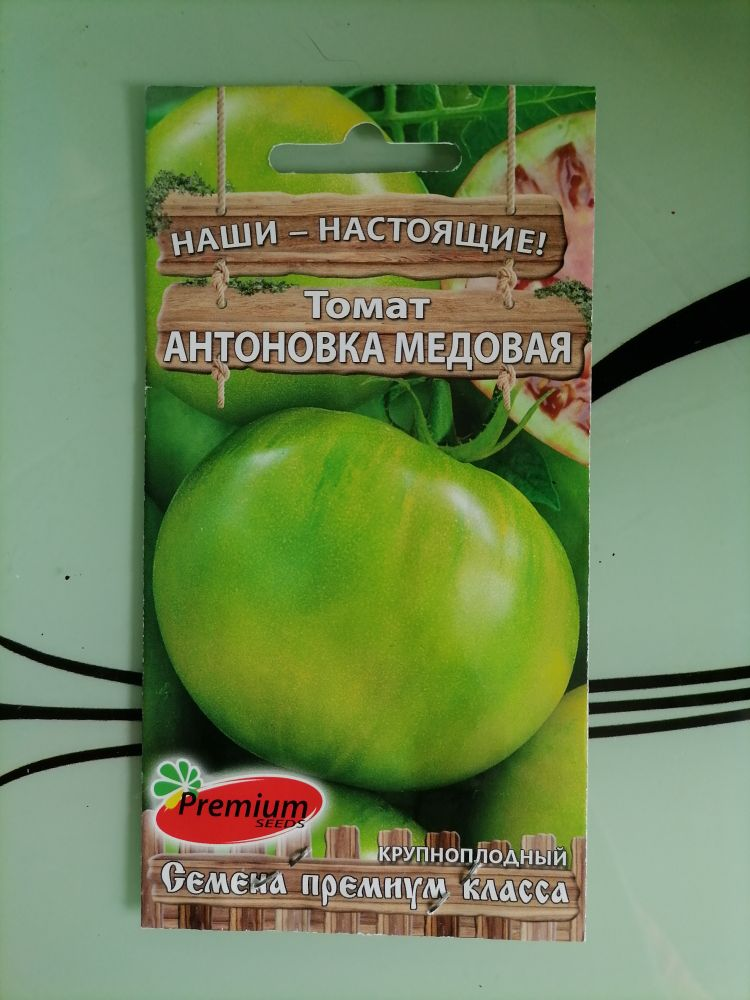 НАШИ – НАСТОЯЩИЕ!
Томат
АНТОНОВКА МЕДОВАЯ
Premium
SEEDS
КРУПНОПЛОДНЫЙ
Семена премиум класса